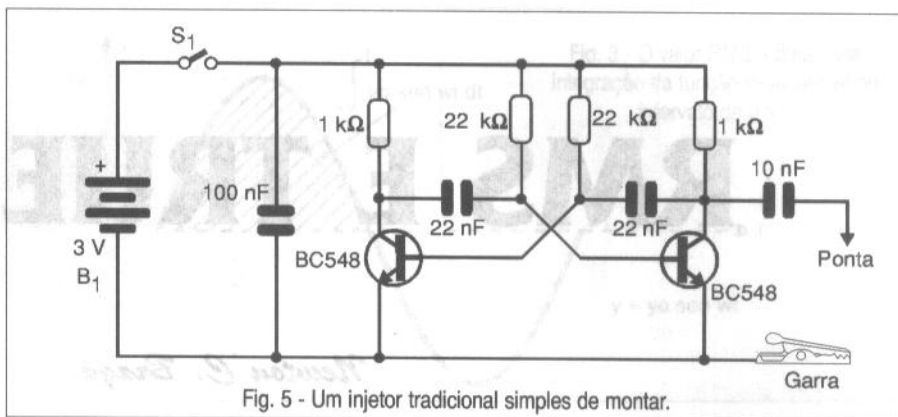 S1
1 kΩ
22 kΩ
22 kΩ
1 kΩ
10 nF
+
100 nF
22 nF
22 nF
3 V
B1
BC548
BC548
Ponta
Garra
Fig. 5 - Um injetor tradicional simples de montar.